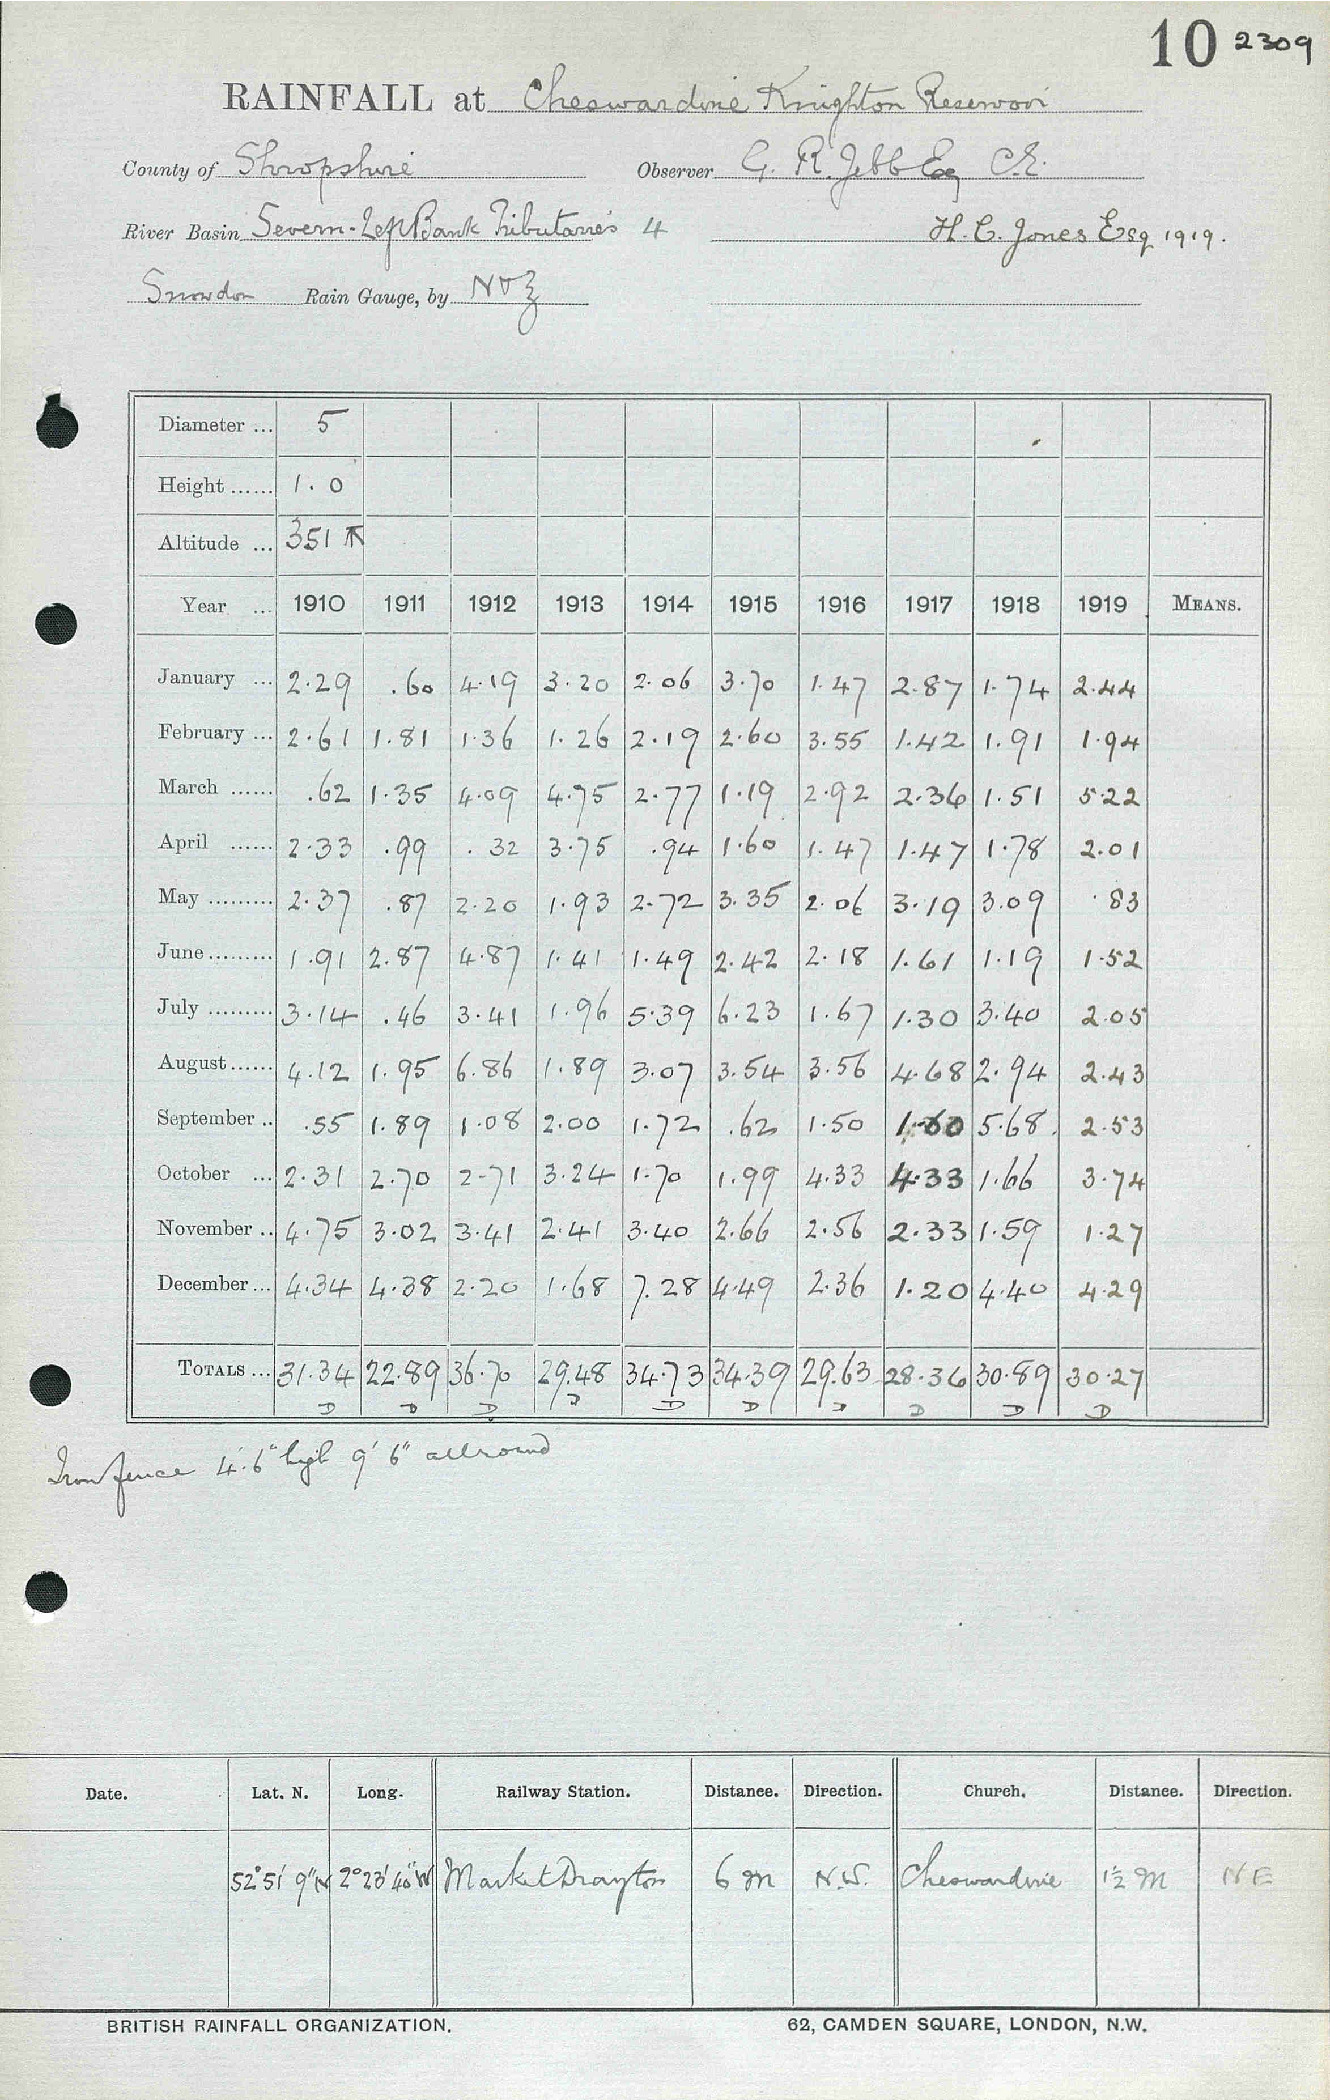 10 2309
RAINFALL at Cheswardine Knighton Reservoir
County of Shropshire Observer G. R. Jebb Esq C.E.
River Basin Severn-Left Bank Tributaries 4 H. C. Jones Esq 1919.
Snowdon Rain Gauge, by N & Z
Diameter ... 5
Height ...... 1.0
Altitude ... 351
Year ... 1910 1911 1912 1913 1914 1915 1916 1917 1918 1919 MEANS.
January ... 2.29 .60 4.19 3.20 2.06 3.70 1.47 2.87 1.74 2.44
February ... 2.61 1.81 1.36 1.26 2.19 2.60 3.55 1.42 1.91 1.94
March ...... .62 1.35 4.09 4.75 2.77 1.19 2.92 2.36 1.51 5.22
April ...... 2.33 .99 .32 3.75 .94 1.60 1.47 1.47 1.78 2.01
May ......... 2.37 .87 2.20 1.93 2.72 3.35 2.06 3.19 3.09 .83
June ......... 1.91 2.87 4.87 1.41 1.49 2.42 2.18 1.61 1.19 1.52
July ......... 3.14 .46 3.41 1.96 5.39 6.23 1.67 1.30 3.40 2.05
August ...... 4.12 1.95 6.86 1.89 3.07 3.54 3.56 4.68 2.94 2.43
September .. .55 1.89 1.08 2.00 1.72 .62 1.50 1.60 5.68 2.53
October ... 2.31 2.70 2.71 3.24 1.70 1.99 4.33 4.33 1.66 3.74
November .. 4.75 3.02 3.41 2.41 3.40 2.66 2.56 2.33 1.59 1.27
December ... 4.34 4.38 2.20 1.68 7.28 4.49 2.36 1.20 4.40 4.29
TOTALS ... 31.34 22.89 36.70 29.48 34.73 34.39 29.63 28.36 30.89 30.27
D D D D D D D D D D
Iron fence 4'.6" high 9' 6" all round
Date. Lat. N. Long. Railway Station. Distance. Direction. Church. Distance. Direction.
52°51' 9"N 2°23'40"W Market Drayton 6 m N.W. Cheswardine 1½ M NE
BRITISH RAINFALL ORGANIZATION. 62, CAMDEN SQUARE, LONDON, N.W.